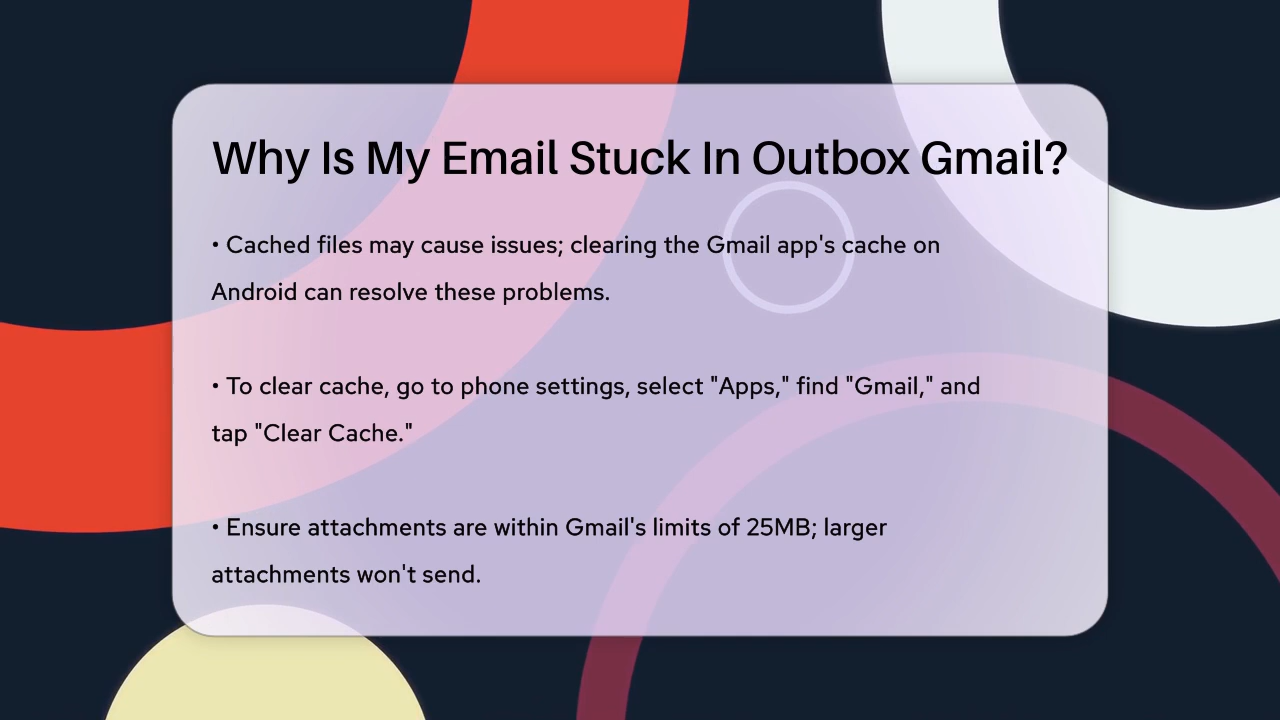 Why Is My Email Stuck In Outbox Gmail?
• Cached files may cause issues; clearing the Gmail app's cache on
Android can resolve these problems.
• To clear cache, go to phone settings, select "Apps," find "Gmail," and
tap "Clear Cache."
• Ensure attachments are within Gmail's limits of 25MB; larger
attachments won't send.